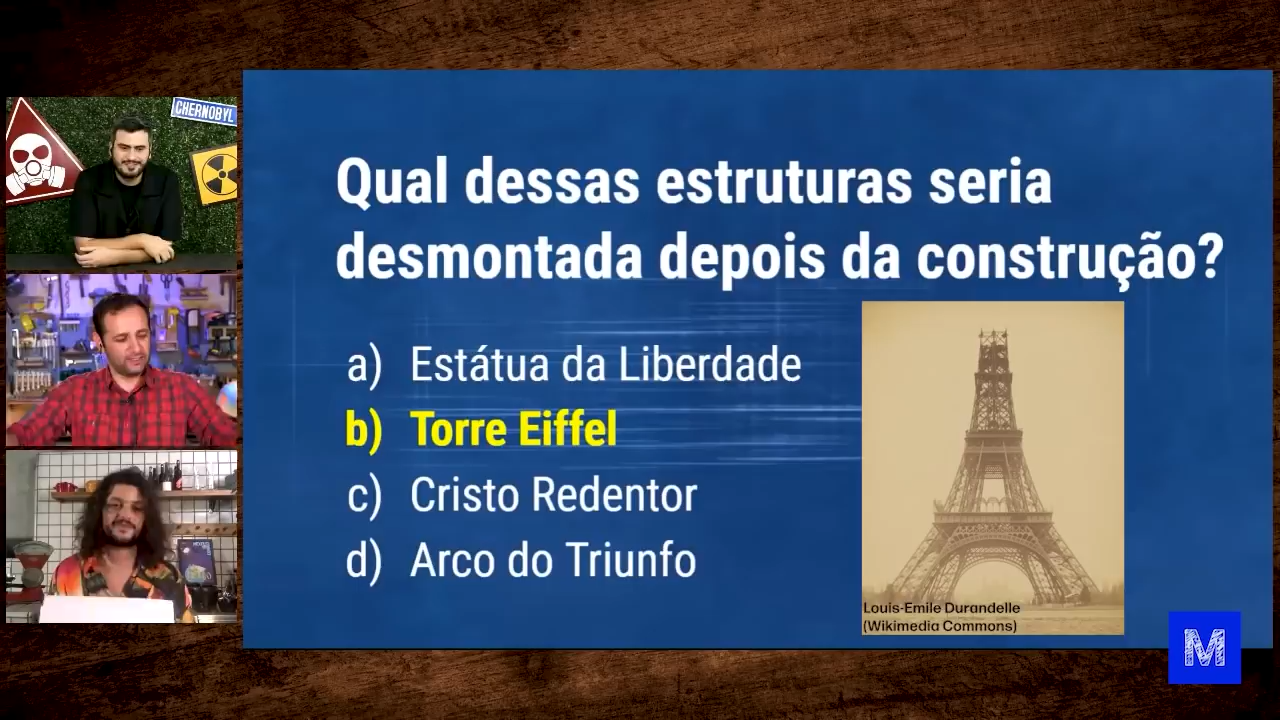 CHERNOBYL
Qual dessas estruturas seria
desmontada depois da construção?
a) Estátua da Liberdade
b) Torre Eiffel
c) Cristo Redentor
d) Arco do Triunfo
Louis-Emile Durandelle
(Wikimedia Commons)
M